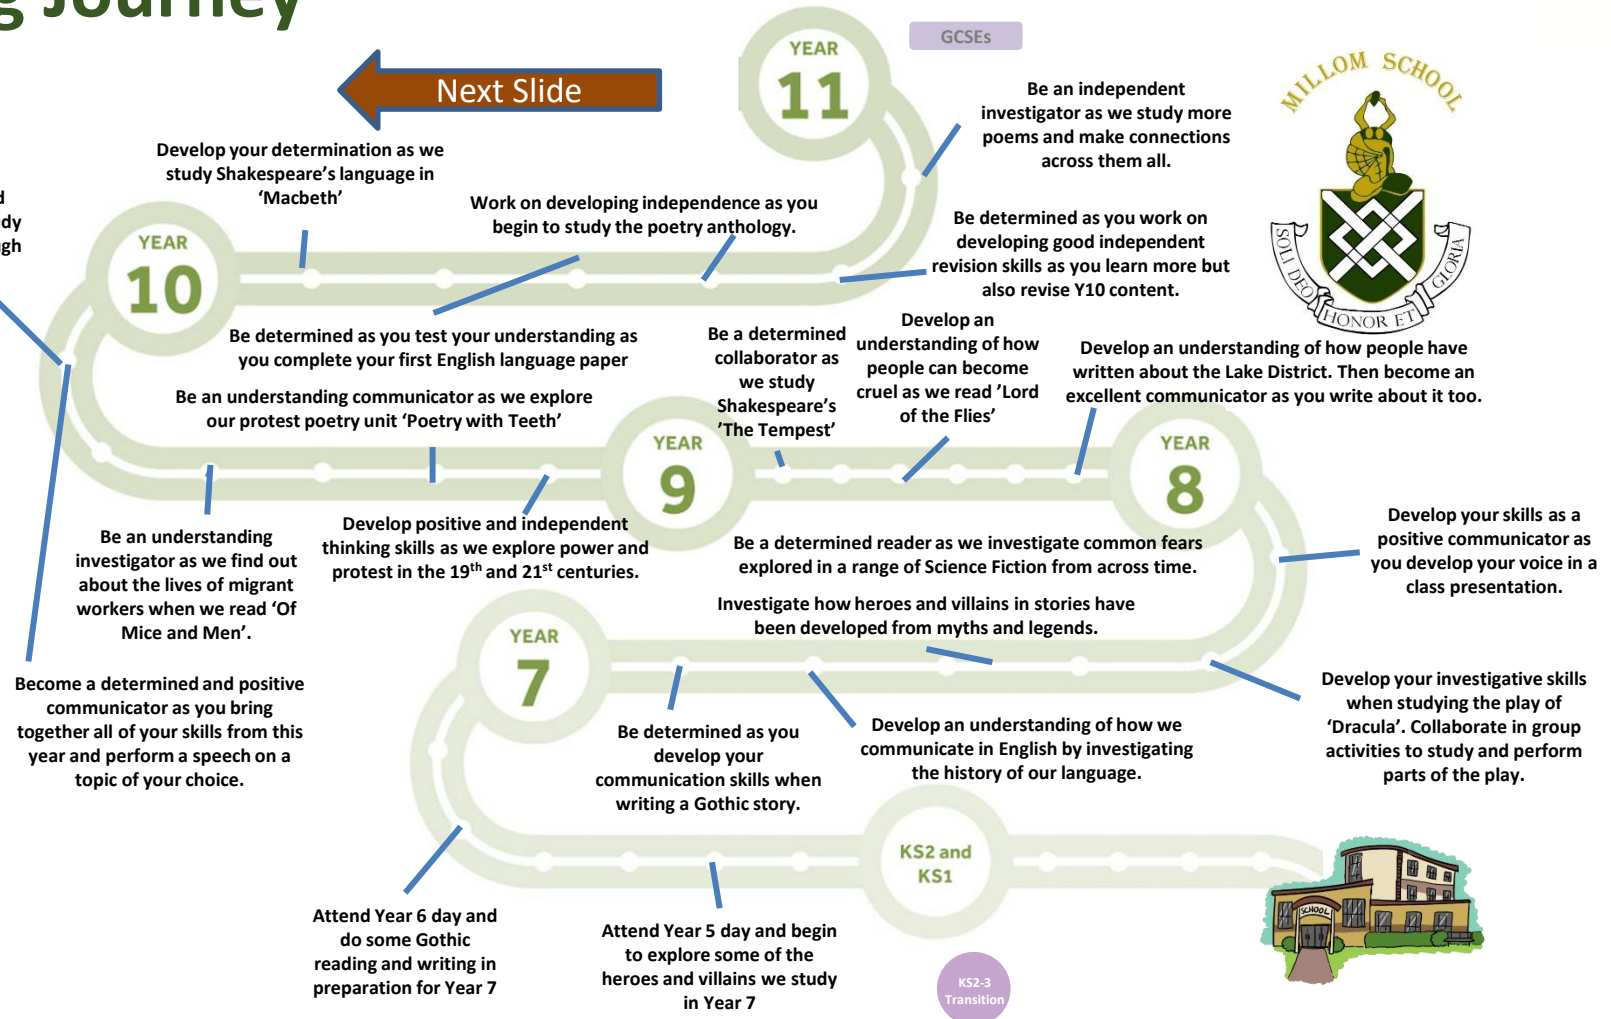 g Journey
GCSEs
YEAR
11
Next Slide
MILLOM SCHOOL
SOLI DEO
HONOR ET
GLORIA
Be an independent
investigator as we study more
poems and make connections
across them all.
Develop your determination as we
study Shakespeare’s language in
‘Macbeth’
Work on developing independence as you
begin to study the poetry anthology.
Be determined as you work on
developing good independent
revision skills as you learn more but
also revise Y10 content.
YEAR
10
Be determined as you test your understanding as
you complete your first English language paper
Be an understanding communicator as we explore
our protest poetry unit ‘Poetry with Teeth’
Be a determined
collaborator as
we study
Shakespeare’s
’The Tempest’
Develop an
understanding of how
people can become
cruel as we read ’Lord
of the Flies’
Develop an understanding of how people have
written about the Lake District. Then become an
excellent communicator as you write about it too.
YEAR
9
YEAR
8
Be an understanding
investigator as we find out
about the lives of migrant
workers when we read ‘Of
Mice and Men’.
Develop positive and independent
thinking skills as we explore power and
protest in the 19th and 21st centuries.
Be a determined reader as we investigate common fears
explored in a range of Science Fiction from across time.
Develop your skills as a
positive communicator as
you develop your voice in a
class presentation.
Investigate how heroes and villains in stories have
been developed from myths and legends.
YEAR
7
Become a determined and positive
communicator as you bring
together all of your skills from this
year and perform a speech on a
topic of your choice.
Be determined as you
develop your
communication skills when
writing a Gothic story.
Develop an understanding of how we
communicate in English by investigating
the history of our language.
Develop your investigative skills
when studying the play of
‘Dracula’. Collaborate in group
activities to study and perform
parts of the play.
KS2 and
KS1
SCHOOL
Attend Year 6 day and
do some Gothic
reading and writing in
preparation for Year 7
Attend Year 5 day and begin
to explore some of the
heroes and villains we study
in Year 7
KS2-3
Transition